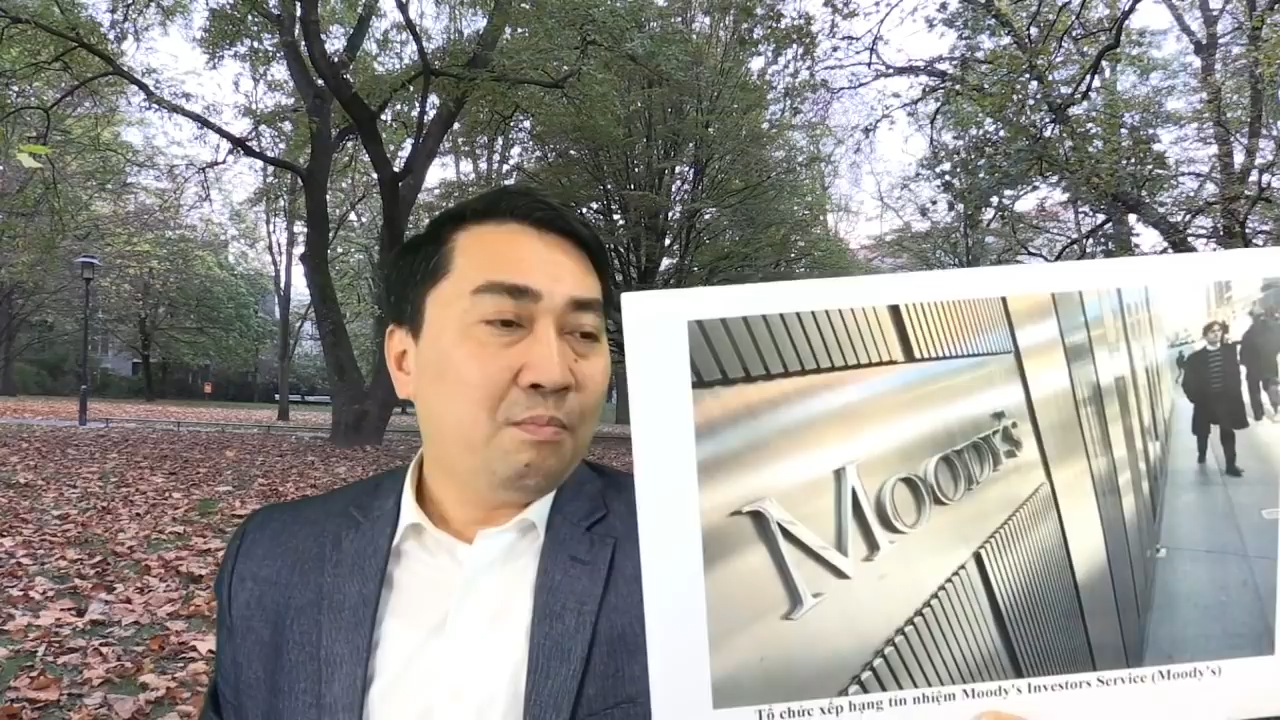 Moody's
Tổ chức xếp hạng tín nhiệm Moody's Investors Service (Moody's)